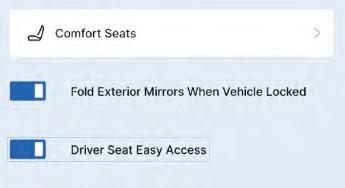 Comfort Seats
Fold Exterior Mirrors When Vehicle Locked
Driver Seat Easy Access